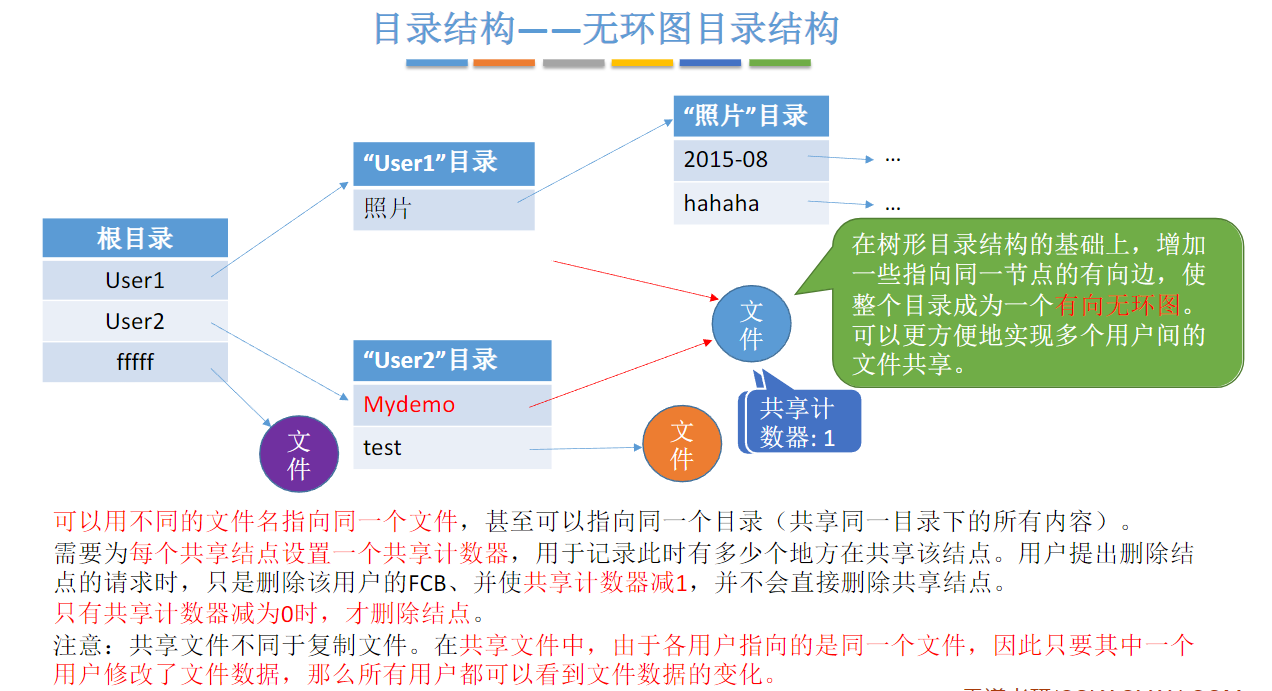 目录结构——无环图目录结构
“照片”目录
2015-08
...
hahaha
...
“User1”目录
照片
根目录
User1
User2
fffff
在树形目录结构的基础上，增加
一些指向同一节点的有向边，使
整个目录成为一个有向无环图。
可以更方便地实现多个用户间的
文件共享。
文
件
“User2”目录
Mydemo
test
共享计
数器: 1
文
件
文
件
可以用不同的文件名指向同一个文件，甚至可以指向同一个目录（共享同一目录下的所有内容）。
需要为每个共享结点设置一个共享计数器，用于记录此时有多少个地方在共享该结点。用户提出删除结
点的请求时，只是删除该用户的FCB、并使共享计数器减1，并不会直接删除共享结点。
只有共享计数器减为0时，才删除结点。
注意：共享文件不同于复制文件。在共享文件中，由于各用户指向的是同一个文件，因此只要其中一个
用户修改了文件数据，那么所有用户都可以看到文件数据的变化。